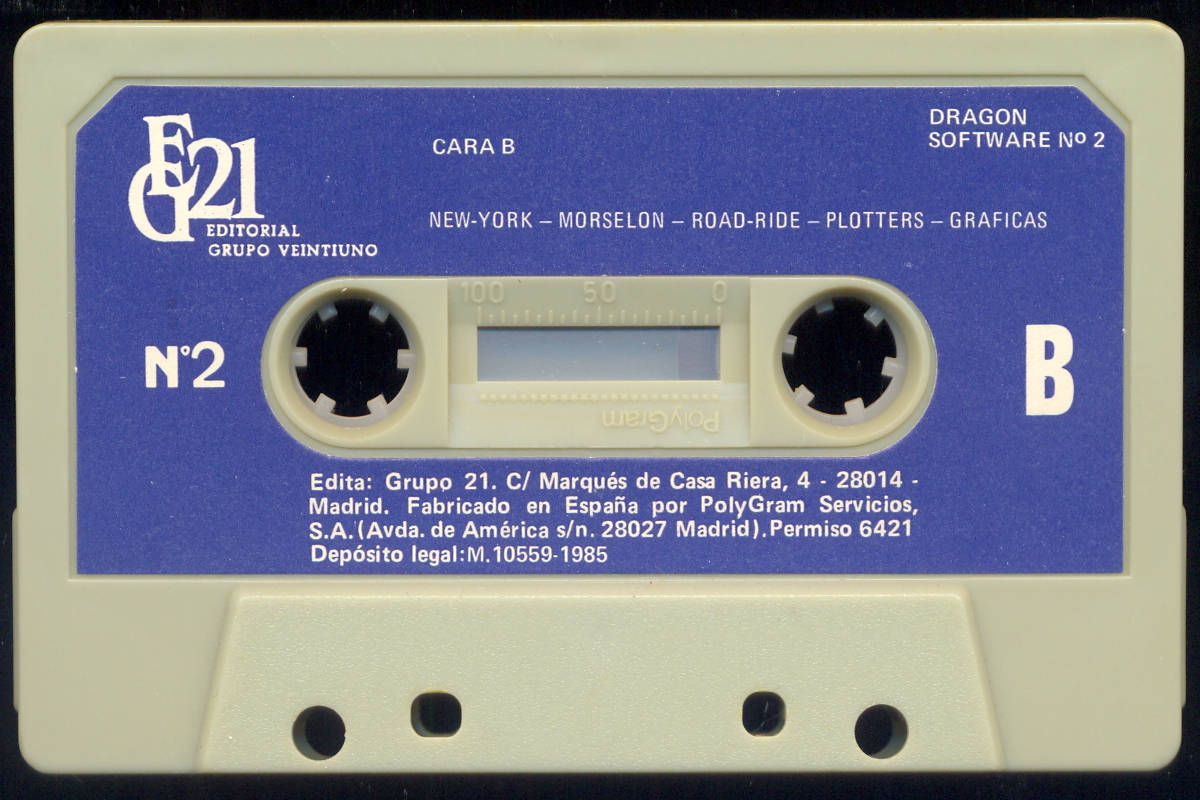 EG21
EDITORIAL
GRUPO VEINTIUNO
CARA B
DRAGON
SOFTWARE Nº 2
NEW-YORK – MORSELON – ROAD-RIDE – PLOTTERS – GRAFICAS
100 50 0
N°2
B
PolyGram
Edita: Grupo 21. C/ Marqués de Casa Riera, 4 - 28014 -
Madrid. Fabricado en España por PolyGram Servicios,
S.A. (Avda. de América s/n. 28027 Madrid). Permiso 6421
Depósito legal: M.10559-1985